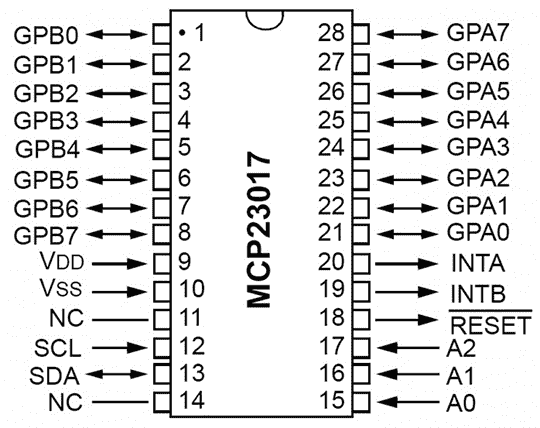 GPB0 1 28 GPA7
GPB1 2 27 GPA6
GPB2 3 26 GPA5
GPB3 4 25 GPA4
GPB4 5 24 GPA3
GPB5 6 23 GPA2
GPB6 7 22 GPA1
GPB7 8 21 GPA0
VDD 9 20 INTA
VSS 10 19 INTB
NC 11 18 RESET
SCL 12 17 A2
SDA 13 16 A1
NC 14 15 A0
MCP23017